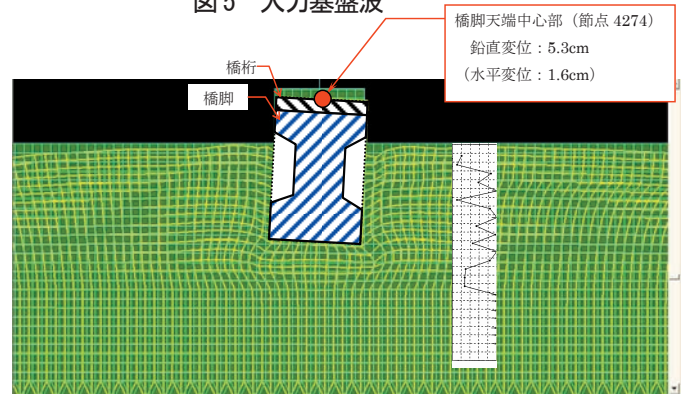 図5　入力基盤波
橋脚天端中心部（節点 4274）
鉛直変位：5.3cm
（水平変位：1.6cm）
橋桁
橋脚